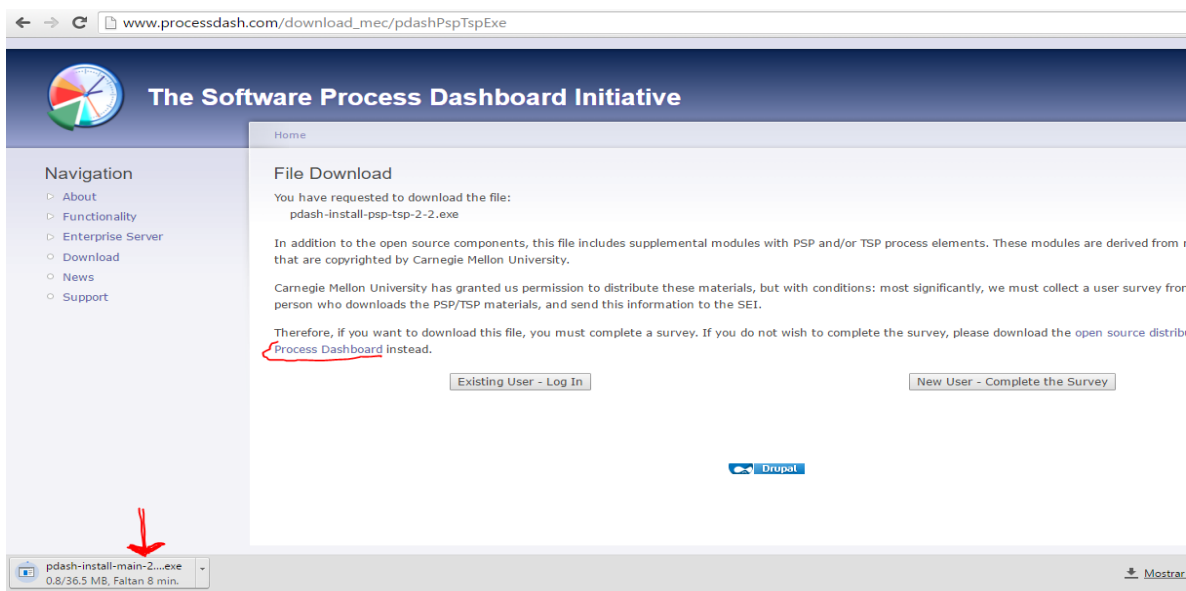 www.processdash.com/download_mec/pdashPspTspExe
The Software Process Dashboard Initiative
Home
Navigation
About
Functionality
Enterprise Server
Download
News
Support
File Download
You have requested to download the file:
pdash-install-psp-tsp-2-2.exe
In addition to the open source components, this file includes supplemental modules with PSP and/or TSP process elements. These modules are derived from
that are copyrighted by Carnegie Mellon University.
Carnegie Mellon University has granted us permission to distribute these materials, but with conditions: most significantly, we must collect a user survey
person who downloads the PSP/TSP materials, and send this information to the SEI.
Therefore, if you want to download this file, you must complete a survey. If you do not wish to complete the survey, please download the open source
Process Dashboard instead.
Existing User - Log In
New User - Complete the Survey
Drupal
pdash-install-main-2....exe
0.8/36.5 MB, Faltan 8 min.
Mostrar